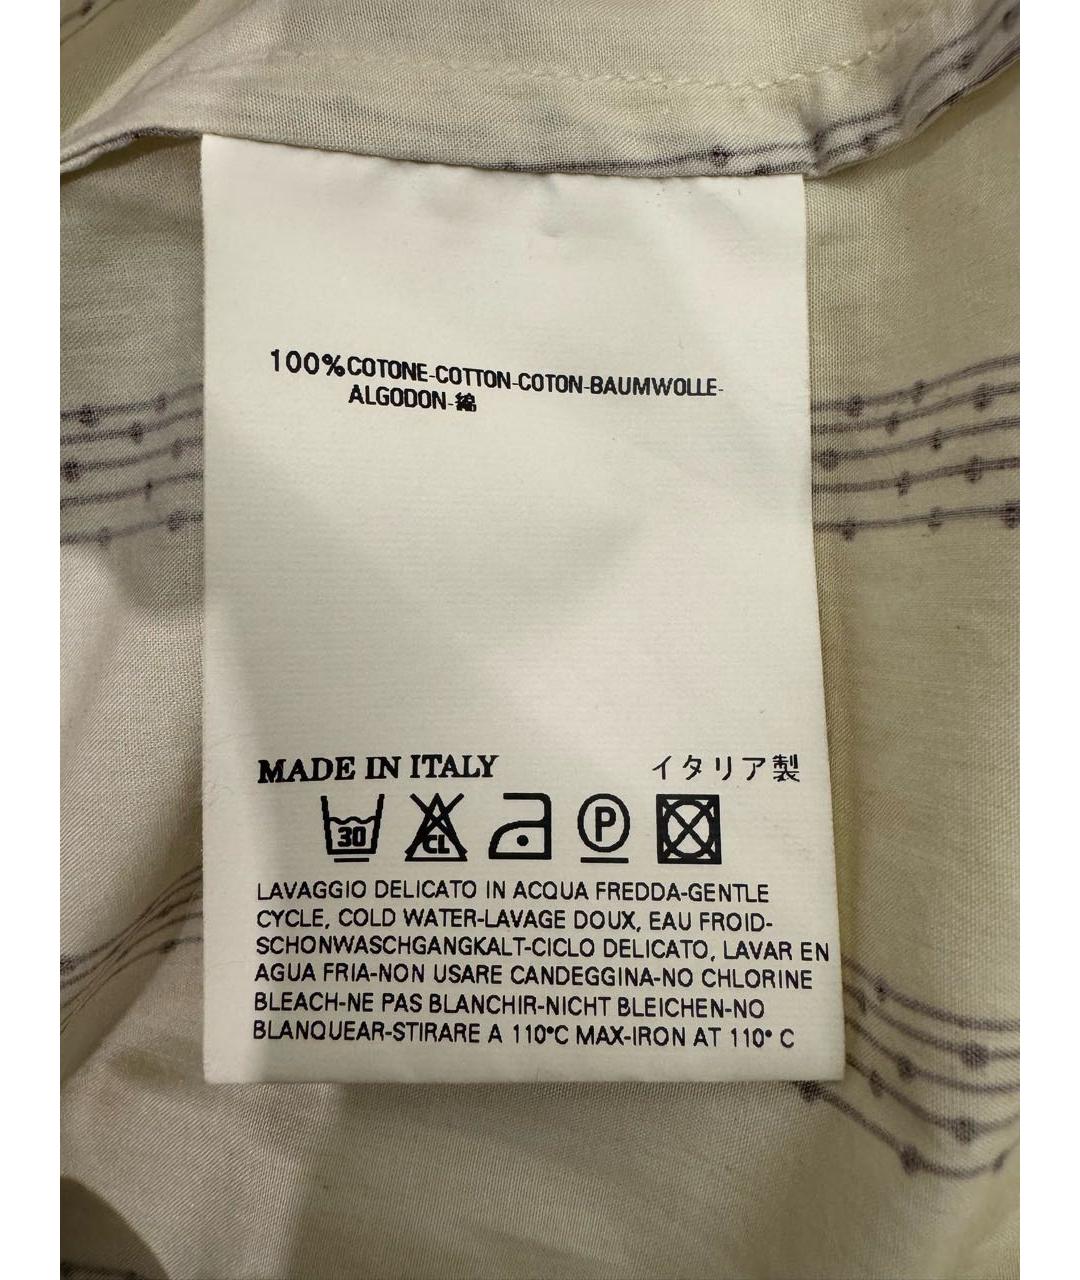 100%COTONE-COTTON-COTON-BAUMWOLLE-
ALGODON-綿
MADE IN ITALY イタリア製
30 CL P
LAVAGGIO DELICATO IN ACQUA FREDDA-GENTLE
CYCLE, COLD WATER-LAVAGE DOUX, EAU FROID-
SCHONWASCHGANGKALT-CICLO DELICATO, LAVAR EN
AGUA FRIA-NON USARE CANDEGGINA-NO CHLORINE
BLEACH-NE PAS BLANCHIR-NICHT BLEICHEN-NO
BLANQUEAR-STIRARE A 110°C MAX-IRON AT 110° C